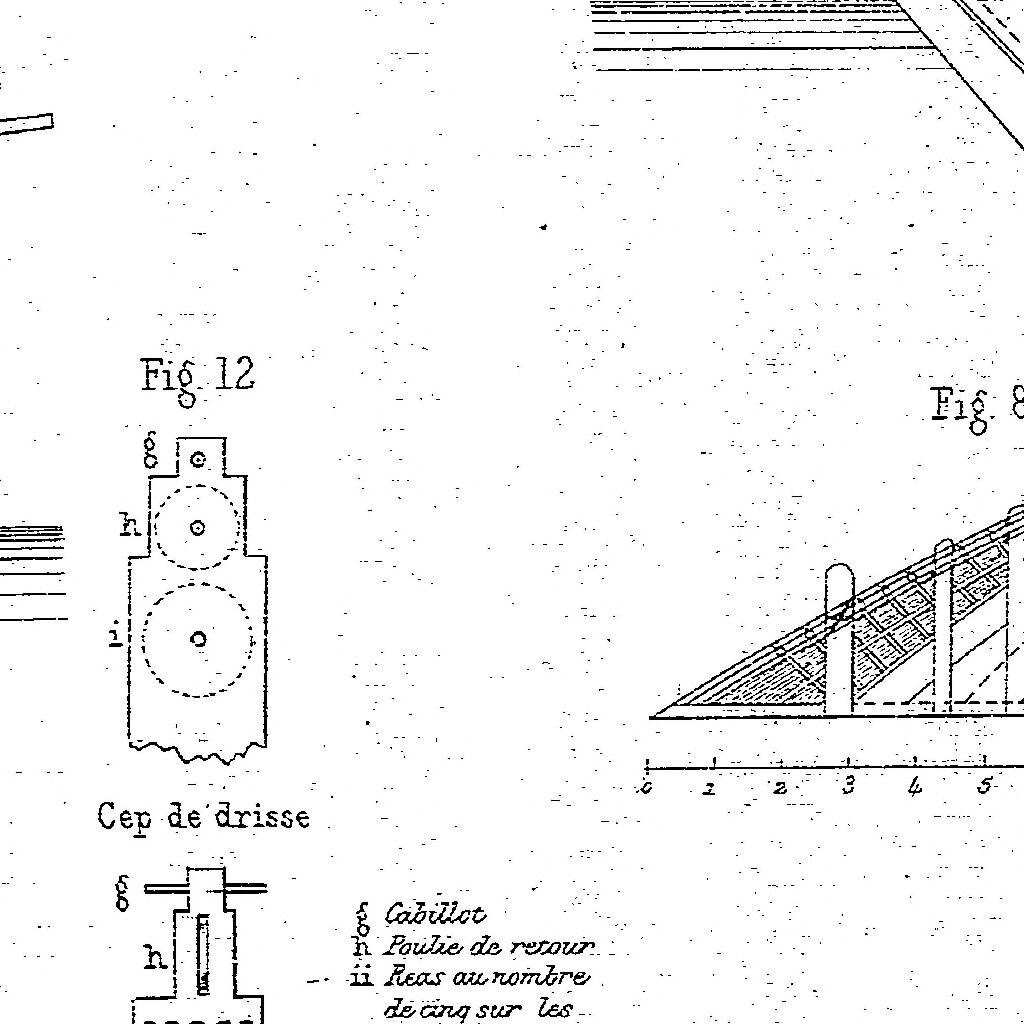 Fig. 12
Fig. 8
g
h
i
0 1 2 3 4 5
Cep de drisse
g
h
g Cabillot
h Poulie de retour
ii Reas au nombre
de cinq sur les